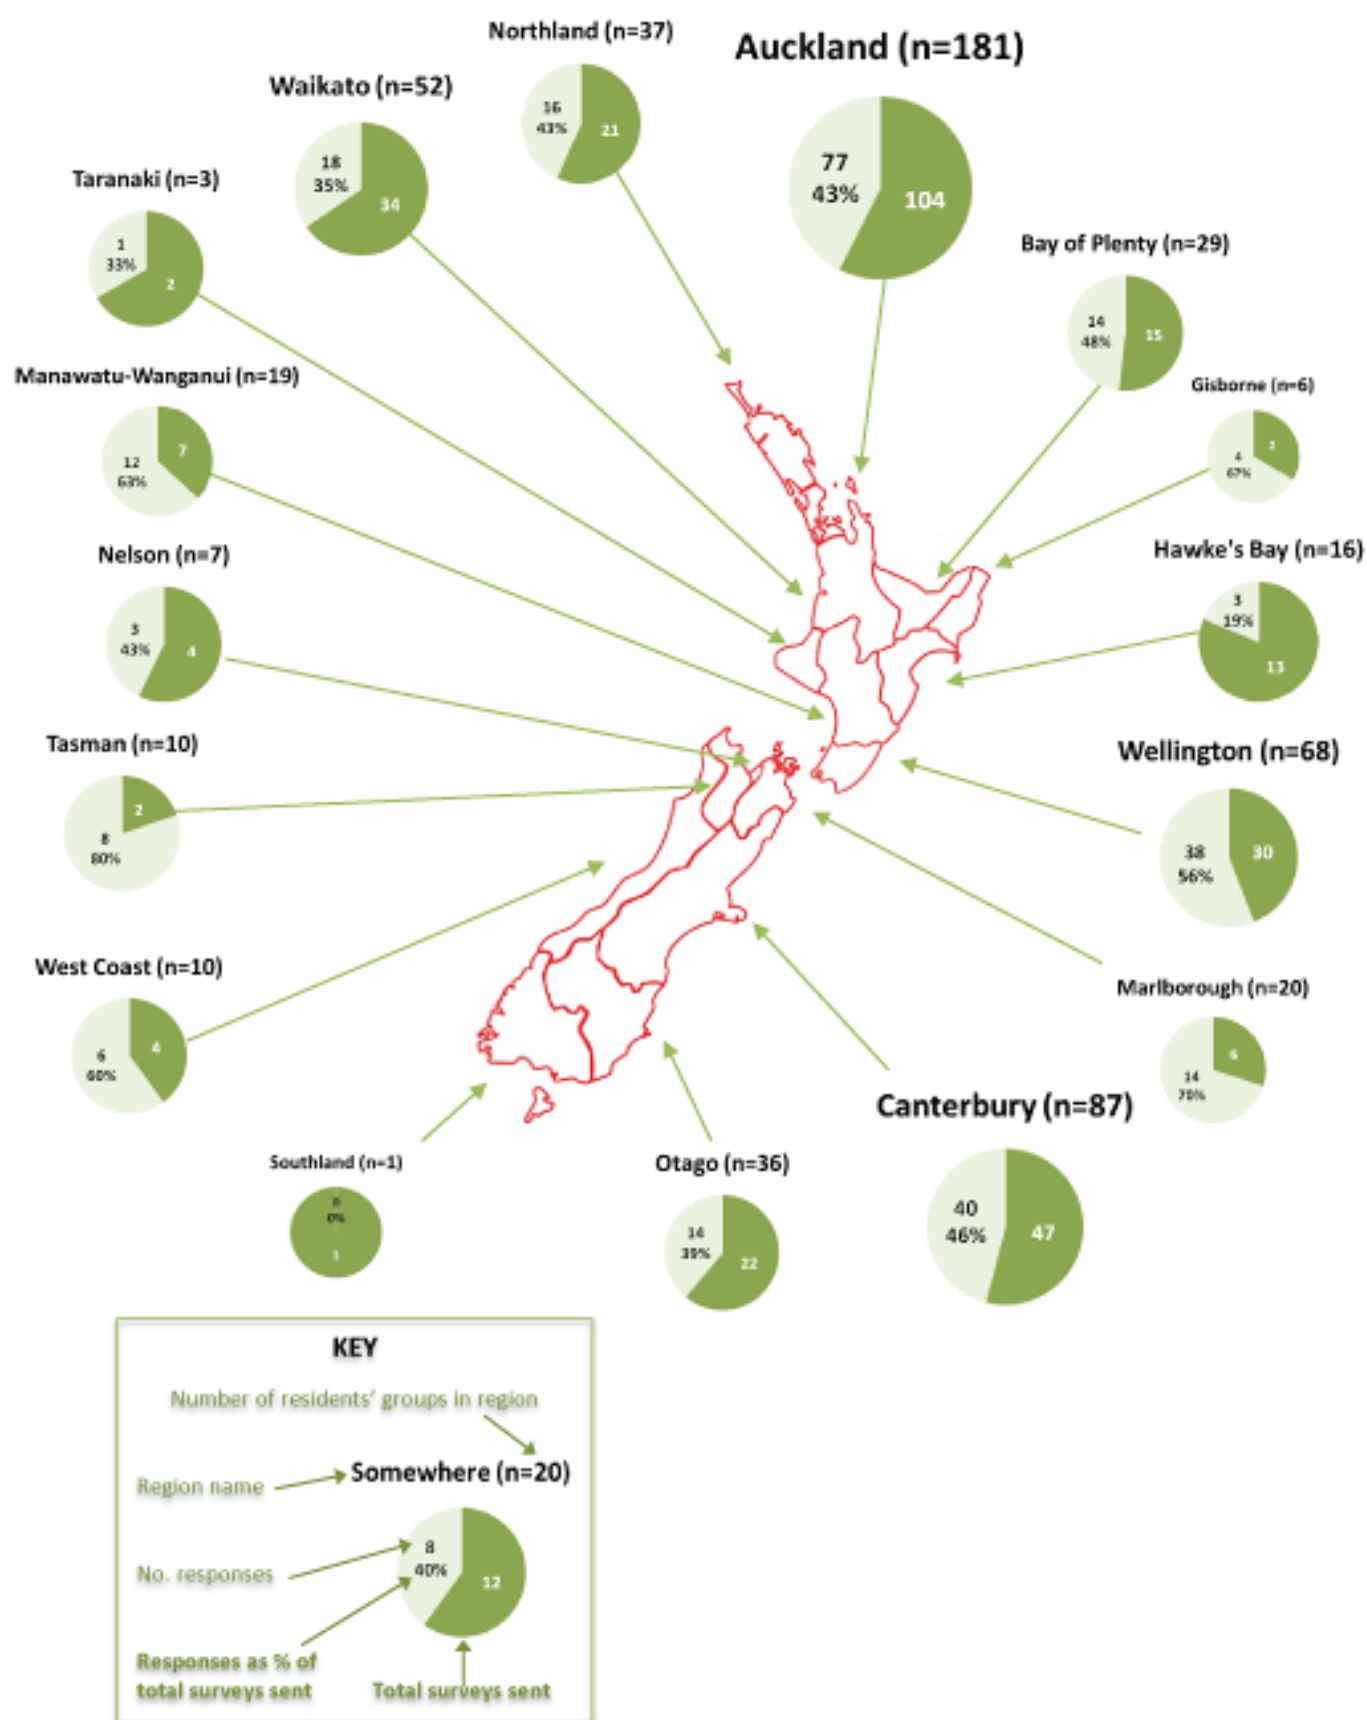 Northland (n=37)
16
43%
21
Auckland (n=181)
77
43%
104
Waikato (n=52)
18
35%
34
Taranaki (n=3)
1
33%
2
Bay of Plenty (n=29)
14
48%
15
Manawatu-Wanganui (n=19)
12
63%
7
Gisborne (n=6)
4
67%
2
Nelson (n=7)
3
43%
4
Hawke's Bay (n=16)
3
19%
13
Tasman (n=10)
2
8
80%
Wellington (n=68)
38
56%
30
West Coast (n=10)
6
60%
4
Marlborough (n=20)
6
14
70%
Canterbury (n=87)
40
46%
47
Southland (n=1)
0
0%
1
Otago (n=36)
14
39%
22
KEY
Number of residents' groups in region
Somewhere (n=20)
Region name
8
40%
12
No. responses
Responses as % of
total surveys sent
Total surveys sent